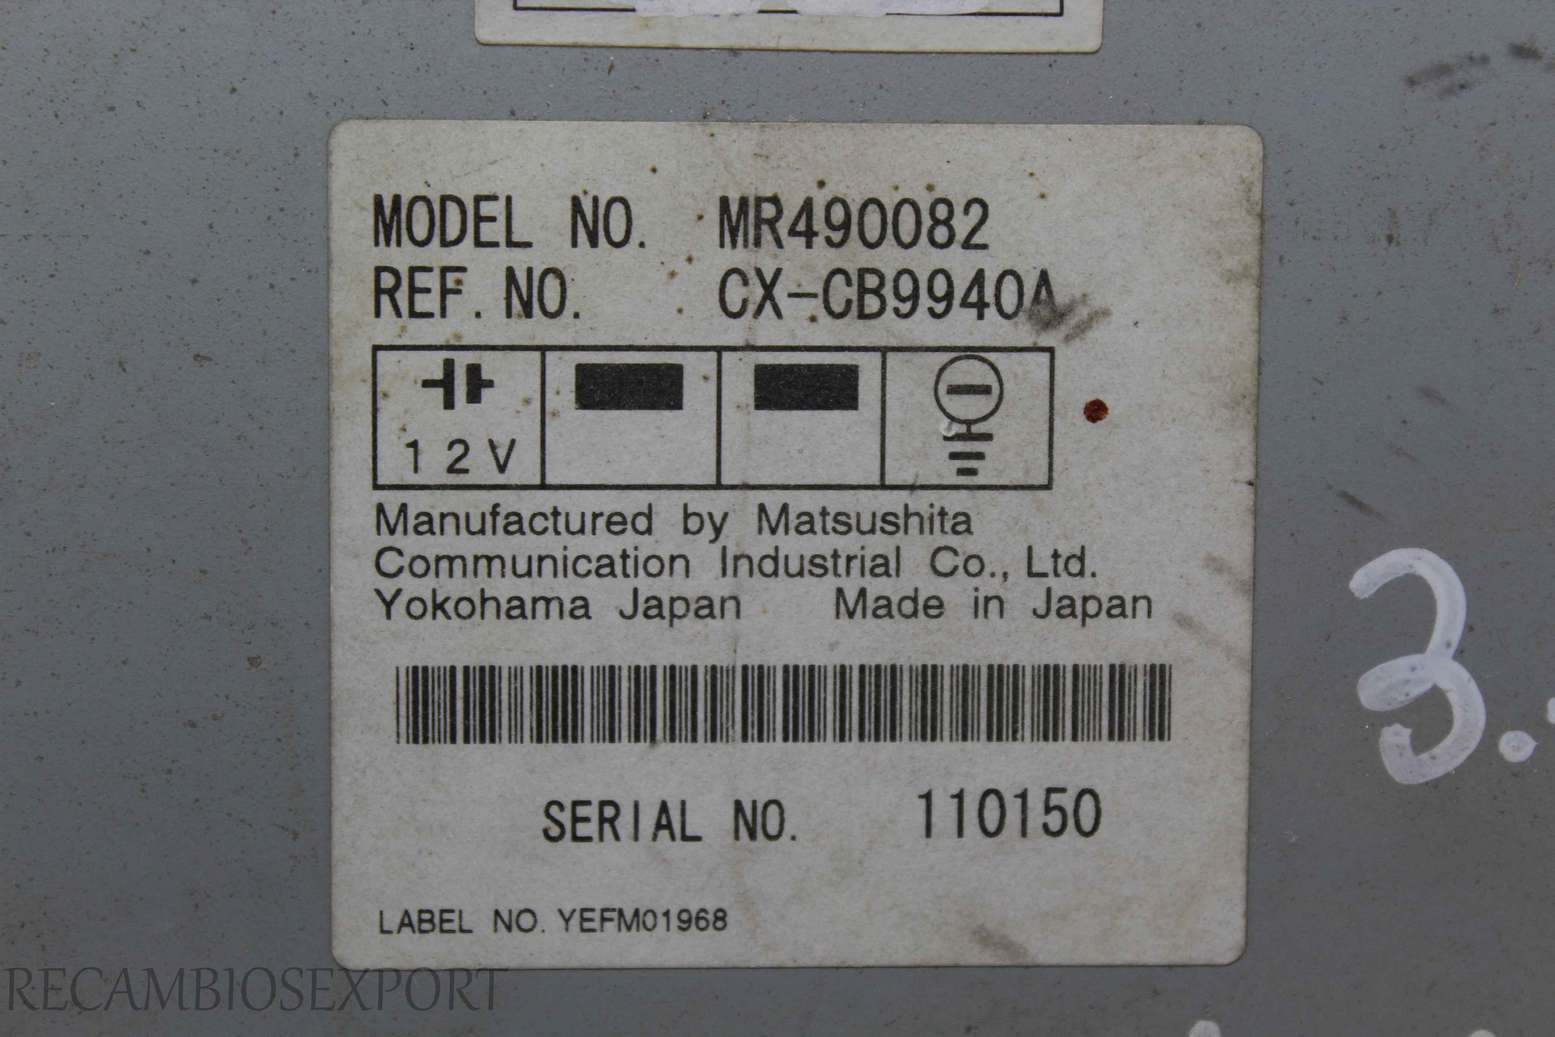 MODEL NO. MR490082
REF. NO. CX-CB9940A
12V
Manufactured by Matsushita
Communication Industrial Co., Ltd.
Yokohama Japan Made in Japan
SERIAL NO. 110150
LABEL NO. YEFM01968
RECAMBIOSEXPORT
3.